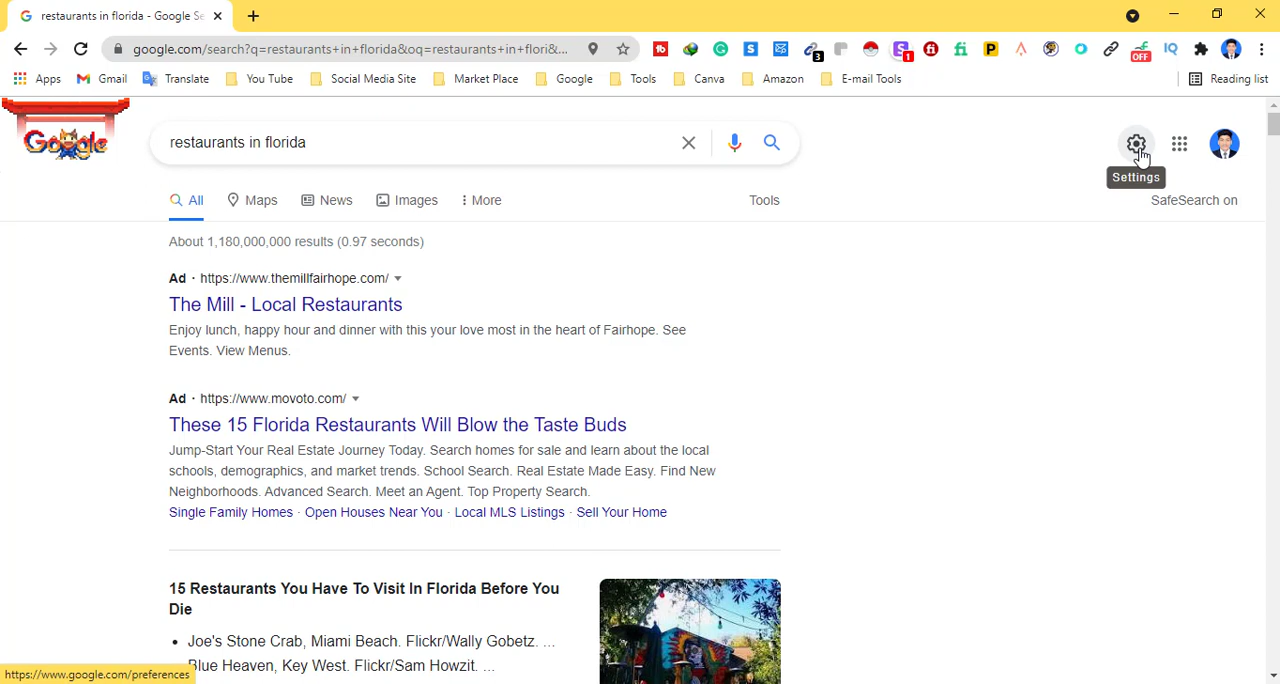 restaurants in florida - Google Se
google.com/search?q=restaurants+in+florida&oq=restaurants+in+flori&...
3
1
OFF
IQ
Apps
Gmail
Translate
You Tube
Social Media Site
Market Place
Google
Tools
Canva
Amazon
E-mail Tools
Reading list
Google
restaurants in florida
Settings
All
Maps
News
Images
More
Tools
SafeSearch on
About 1,180,000,000 results (0.97 seconds)
Ad · https://www.themillfairhope.com/
The Mill - Local Restaurants
Enjoy lunch, happy hour and dinner with this your love most in the heart of Fairhope. See
Events. View Menus.
Ad · https://www.movoto.com/
These 15 Florida Restaurants Will Blow the Taste Buds
Jump-Start Your Real Estate Journey Today. Search homes for sale and learn about the local
schools, demographics, and market trends. School Search. Real Estate Made Easy. Find New
Neighborhoods. Advanced Search. Meet an Agent. Top Property Search.
Single Family Homes · Open Houses Near You · Local MLS Listings · Sell Your Home
15 Restaurants You Have To Visit In Florida Before You
Die
• Joe's Stone Crab, Miami Beach. Flickr/Wally Gobetz. ...
Blue Heaven, Key West. Flickr/Sam Howzit. ...
https://www.google.com/preferences